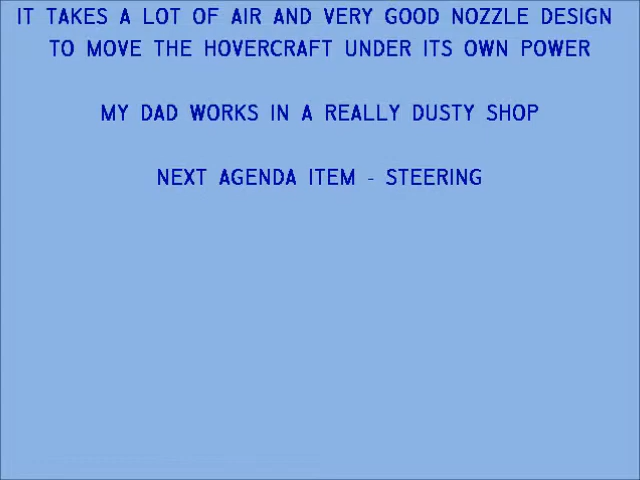 IT TAKES A LOT OF AIR AND VERY GOOD NOZZLE DESIGN
TO MOVE THE HOVERCRAFT UNDER ITS OWN POWER
MY DAD WORKS IN A REALLY DUSTY SHOP
NEXT AGENDA ITEM - STEERING